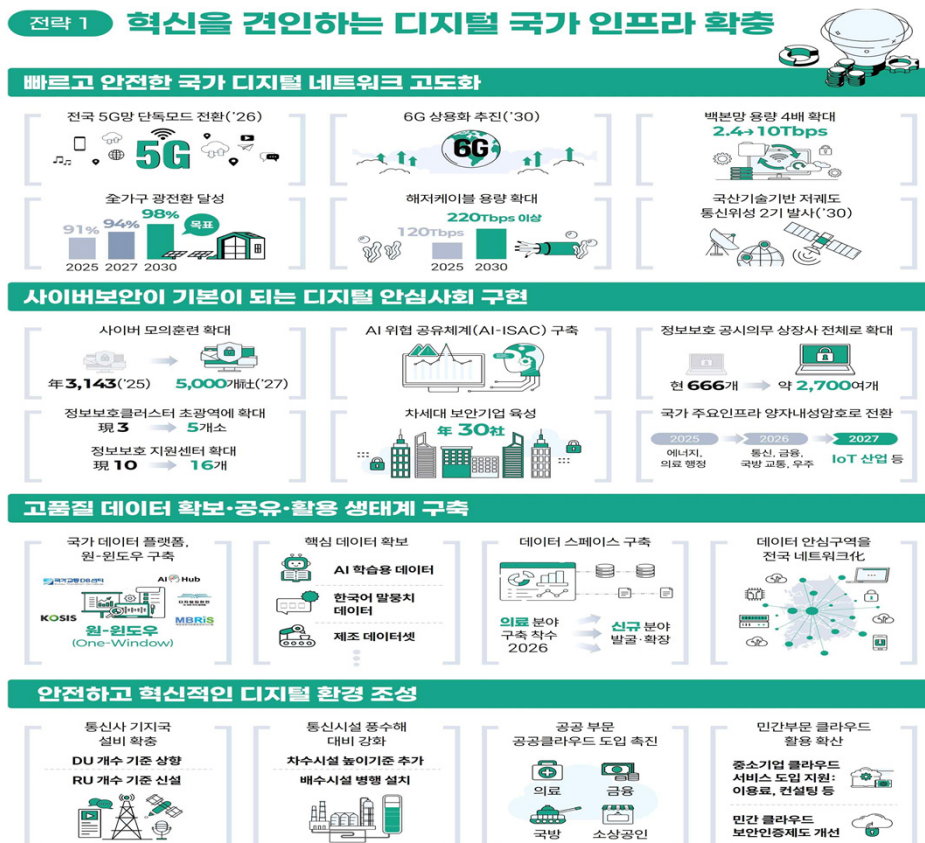 전략 1 혁신을 견인하는 디지털 국가 인프라 확충
빠르고 안전한 국가 디지털 네트워크 고도화
전국 5G망 단독모드 전환('26)
5G
6G 상용화 추진('30)
6G
백본망 용량 4배 확대
2.4→10Tbps
全가구 광전환 달성
91% 94% 98% 목표
2025 2027 2030
해저케이블 용량 확대
220Tbps 이상
120Tbps
2025 2030
국산기술기반 저궤도
통신위성 2기 발사('30)
사이버보안이 기본이 되는 디지털 안심사회 구현
사이버 모의훈련 확대
年 3,143('25) 5,000개社('27)
AI 위협 공유체계(AI-ISAC) 구축
정보보호 공시의무 상장사 전체로 확대
현 666개 약 2,700여개
정보보호클러스터 초광역에 확대
現 3 5개소
정보보호 지원센터 확대
現 10 16개
차세대 보안기업 육성
年 30社
국가 주요인프라 양자내성암호로 전환
2025 2026 2027
에너지,
의료 행정
통신, 금융,
국방 교통, 우주
IoT 산업 등
고품질 데이터 확보·공유·활용 생태계 구축
국가 데이터 플랫폼,
원-윈도우 구축
국가교통DB센터
AI Hub
KOSIS
MBRiS
원-윈도우
(One-Window)
핵심 데이터 확보
AI 학습용 데이터
한국어 말뭉치
데이터
제조 데이터셋
데이터 스페이스 구축
의료 분야
구축 착수
2026
신규 분야
발굴·확장
데이터 안심구역을
전국 네트워크化
안전하고 혁신적인 디지털 환경 조성
통신사 기지국
설비 확충
DU 개수 기준 상향
RU 개수 기준 신설
통신시설 풍수해
대비 강화
차수시설 높이기준 추가
배수시설 병행 설치
공공 부문
공공클라우드 도입 촉진
의료 금융
국방 소상공인
민간부문 클라우드
활용 확산
중소기업 클라우드
서비스 도입 지원:
이용료, 컨설팅 등
민간 클라우드
보안인증제도 개선